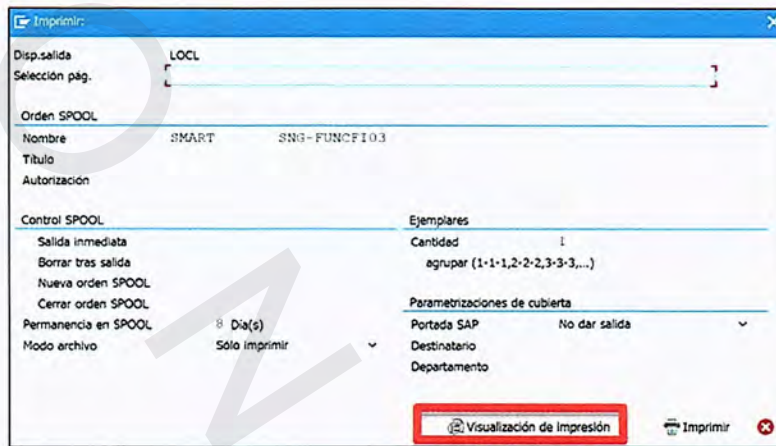 Imprimir:
Disp.salida LOCL
Selección pág.
Orden SPOOL
Nombre SMART SNG-FUNCFI03
Título
Autorización
Control SPOOL
Salida inmediata
Borrar tras salida
Nueva orden SPOOL
Cerrar orden SPOOL
Permanencia en SPOOL 8 Día(s)
Modo archivo Sólo imprimir
Ejemplares
Cantidad 1
agrupar (1-1-1,2-2-2,3-3-3,...)
Parametrizaciones de cubierta
Portada SAP No dar salida
Destinatario
Departamento
Visualización de impresión Imprimir